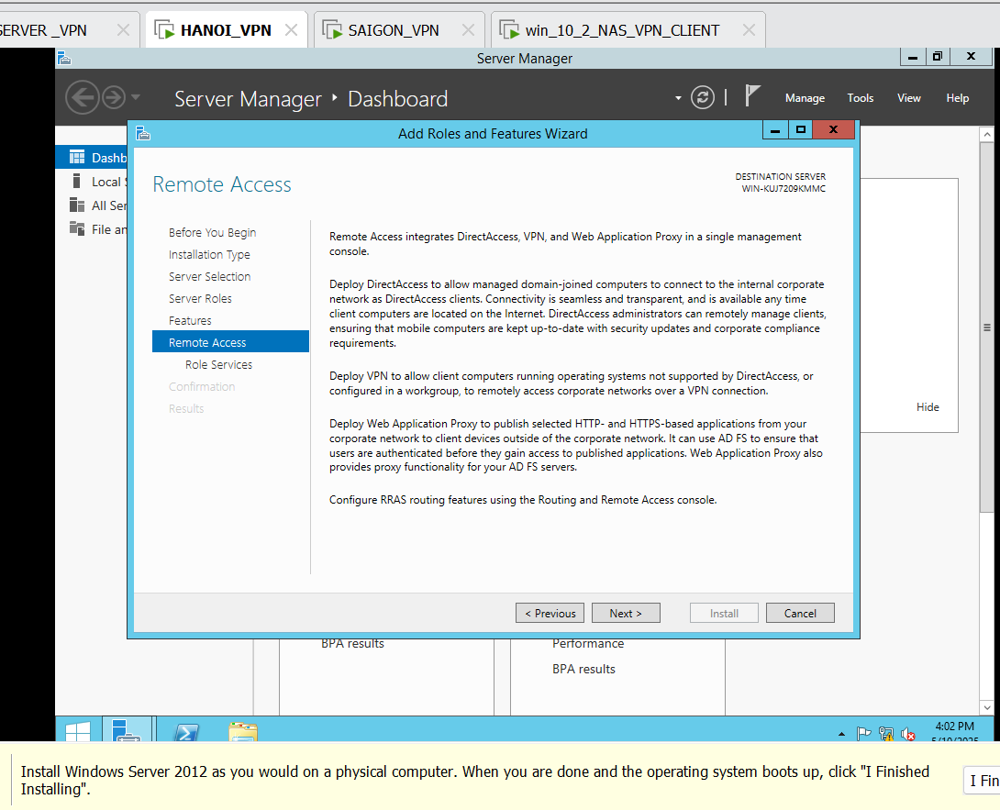 SERVER _VPN
HANOI_VPN
SAIGON_VPN
win_10_2_NAS_VPN_CLIENT
Server Manager
Server Manager Dashboard
Manage
Tools
View
Help
Add Roles and Features Wizard
Dashb
Local S
All Ser
File an
Remote Access
DESTINATION SERVER
WIN-KUJ7209KMMC
Before You Begin
Installation Type
Server Selection
Server Roles
Features
Remote Access
Role Services
Confirmation
Results
Remote Access integrates DirectAccess, VPN, and Web Application Proxy in a single management
console.
Deploy DirectAccess to allow managed domain-joined computers to connect to the internal corporate
network as DirectAccess clients. Connectivity is seamless and transparent, and is available any time
client computers are located on the Internet. DirectAccess administrators can remotely manage clients,
ensuring that mobile computers are kept up-to-date with security updates and corporate compliance
requirements.
Deploy VPN to allow client computers running operating systems not supported by DirectAccess, or
configured in a workgroup, to remotely access corporate networks over a VPN connection.
Deploy Web Application Proxy to publish selected HTTP- and HTTPS-based applications from your
corporate network to client devices outside of the corporate network. It can use AD FS to ensure that
users are authenticated before they gain access to published applications. Web Application Proxy also
provides proxy functionality for your AD FS servers.
Configure RRAS routing features using the Routing and Remote Access console.
Hide
< Previous
Next >
Install
Cancel
BPA results
Performance
BPA results
4:02 PM
Install Windows Server 2012 as you would on a physical computer. When you are done and the operating system boots up, click "I Finished
Installing".
I Fin